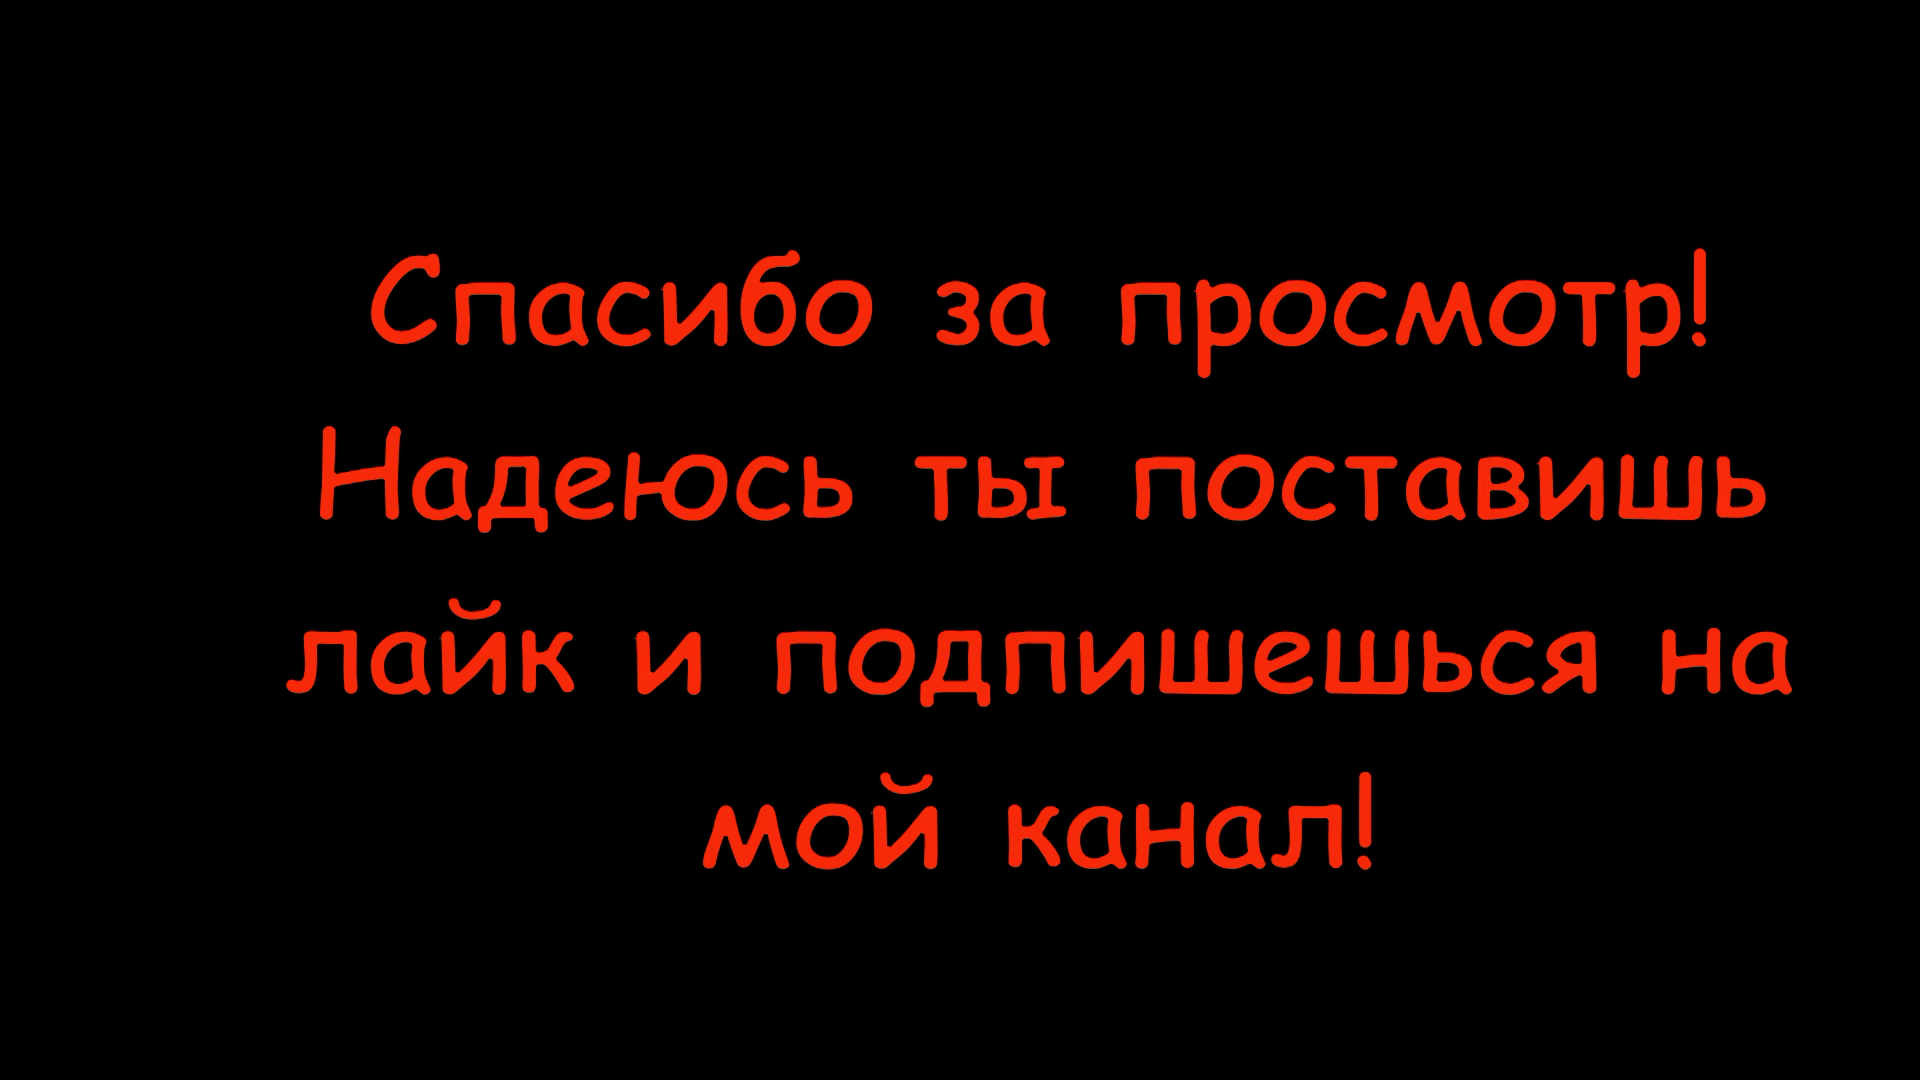 Спасибо за просмотр!
Надеюсь ты поставишь
лайк и подпишешься на
мой канал!